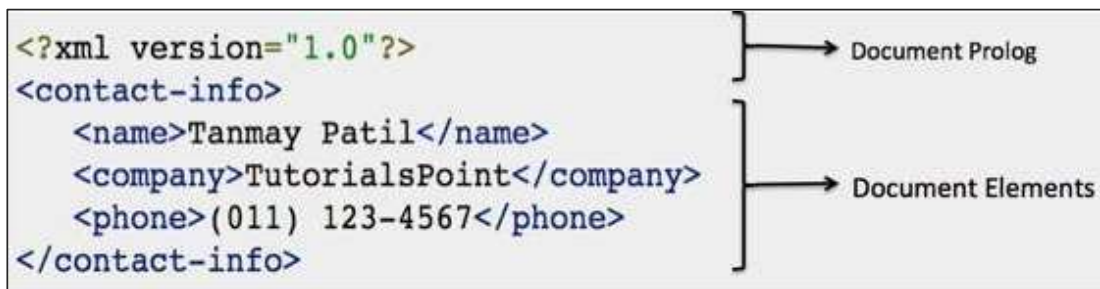 <?xml version="1.0"?>
Document Prolog
<contact-info>
<name>Tanmay Patil</name>
<company>TutorialsPoint</company>
Document Elements
<phone>(011) 123-4567</phone>
</contact-info>